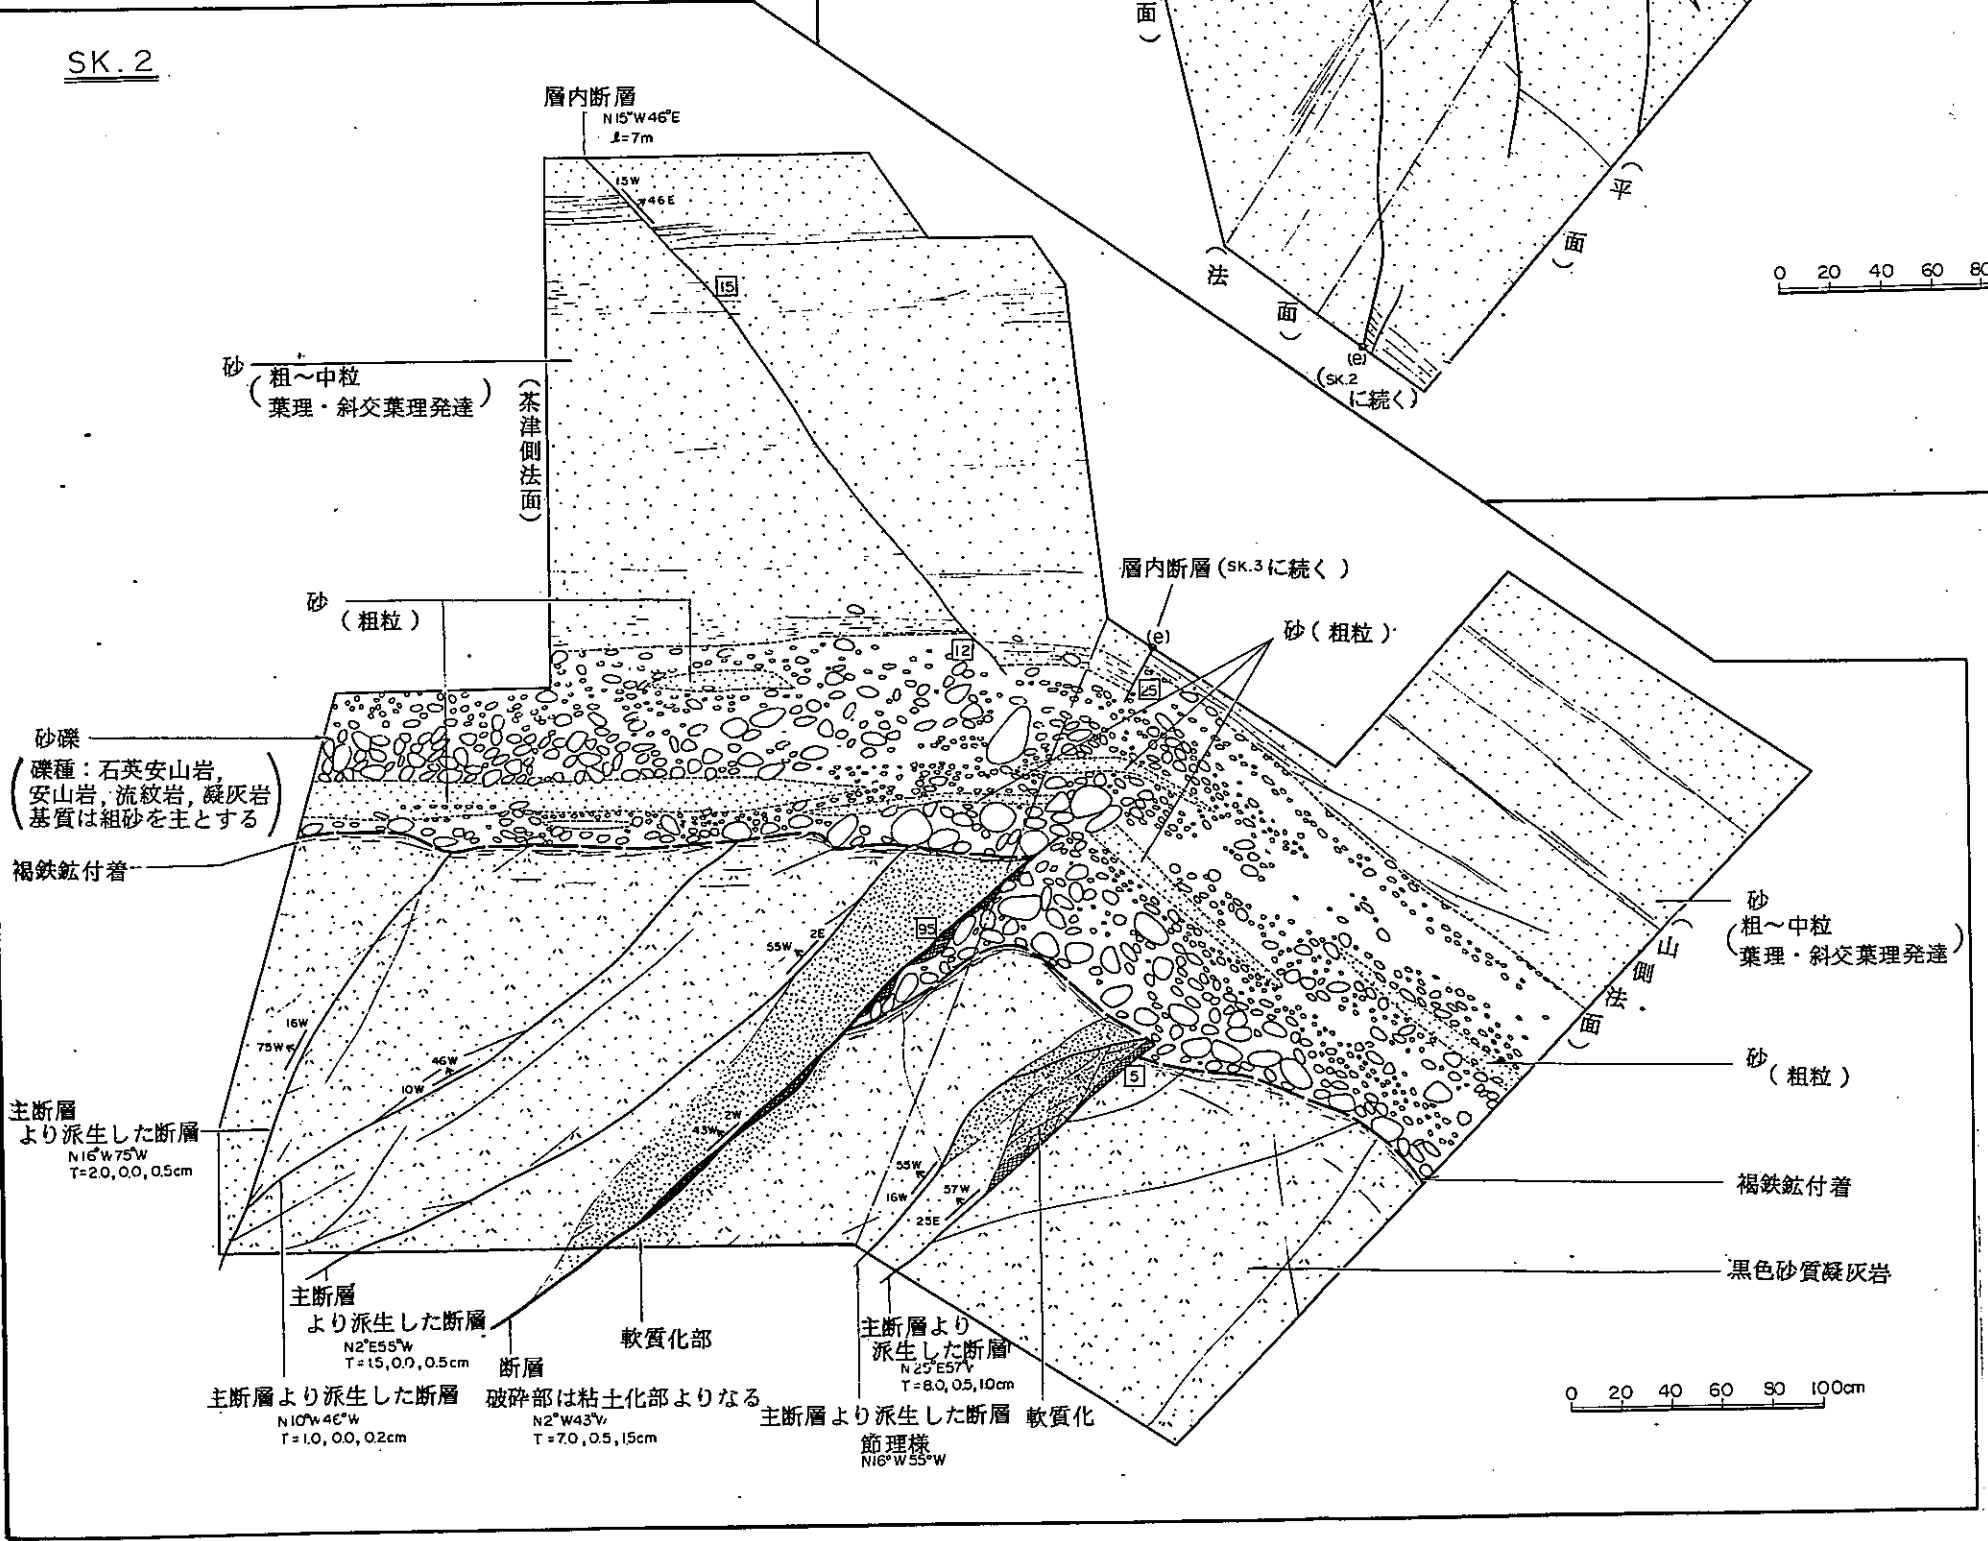 SK.2
面)
層内断層
N15°W46°E
l=7m
15W
46E
15
(平
面)
(法
面)
(e)
(SK.2
に続く)
0 20 40 60 80
砂
(粗~中粒
葉理・斜交葉理発達)
(茶津側法面)
砂
(粗粒)
12
層内断層(SK.3に続く)
(e)
25
砂(粗粒)
砂礫
(礫種:石英安山岩,
安山岩,流紋岩,凝灰岩
基質は粗砂を主とする)
褐鉄鉱付着
砂
(粗~中粒
葉理・斜交葉理発達)
(山側法面)
95
2E
55W
16W
75W
46W
10W
2W
43W
5
55W
16W
57W
25E
砂
(粗粒)
主断層
より派生した断層
N16°W75°W
T=2.0,0.0,0.5cm
褐鉄鉱付着
黒色砂質凝灰岩
主断層
より派生した断層
N2°E55°W
T=1.5,0.0,0.5cm
主断層より派生した断層
N10°W46°W
T=1.0,0.0,0.2cm
断層
破砕部は粘土化部よりなる
N2°W43°W
T=7.0,0.5,1.5cm
軟質化部
主断層より
派生した断層
N25°E57°W
T=8.0,0.5,1.0cm
主断層より派生した断層
節理様
N16°W55°W
軟質化
0 20 40 60 80 100cm